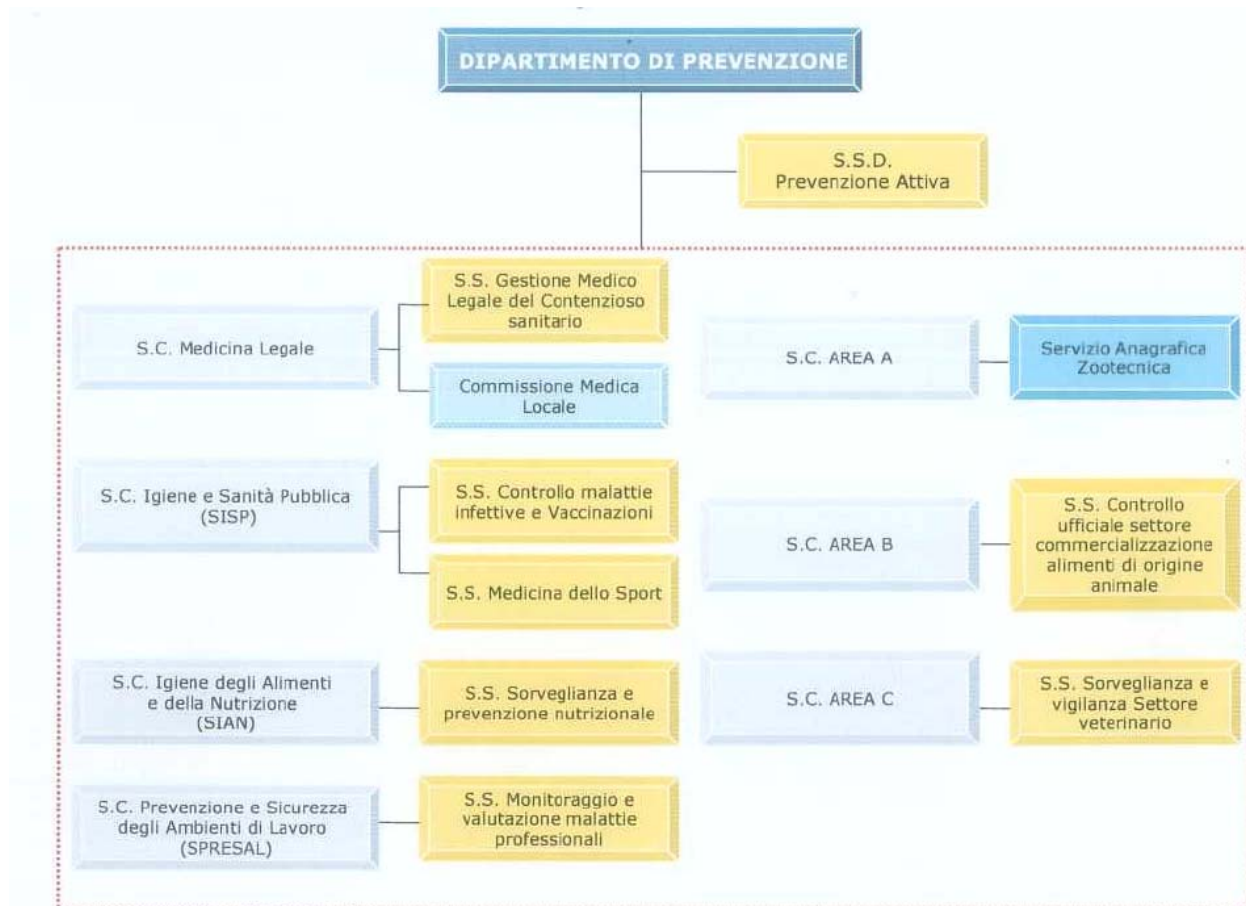 DIPARTIMENTO DI PREVENZIONE
S.S.D.
Prevenzione Attiva
S.C. Medicina Legale
S.S. Gestione Medico
Legale del Contenzioso
sanitario
Commissione Medica
Locale
S.C. Igiene e Sanità Pubblica
(SISP)
S.S. Controllo malattie
infettive e Vaccinazioni
S.S. Medicina dello Sport
S.C. Igiene degli Alimenti
e della Nutrizione
(SIAN)
S.S. Sorveglianza e
prevenzione nutrizionale
S.C. Prevenzione e Sicurezza
degli Ambienti di Lavoro
(SPRESAL)
S.S. Monitoraggio e
valutazione malattie
professionali
S.C. AREA A
Servizio Anagrafica
Zootecnica
S.C. AREA B
S.S. Controllo
ufficiale settore
commercializzazione
alimenti di origine
animale
S.C. AREA C
S.S. Sorveglianza e
vigilanza Settore
veterinario